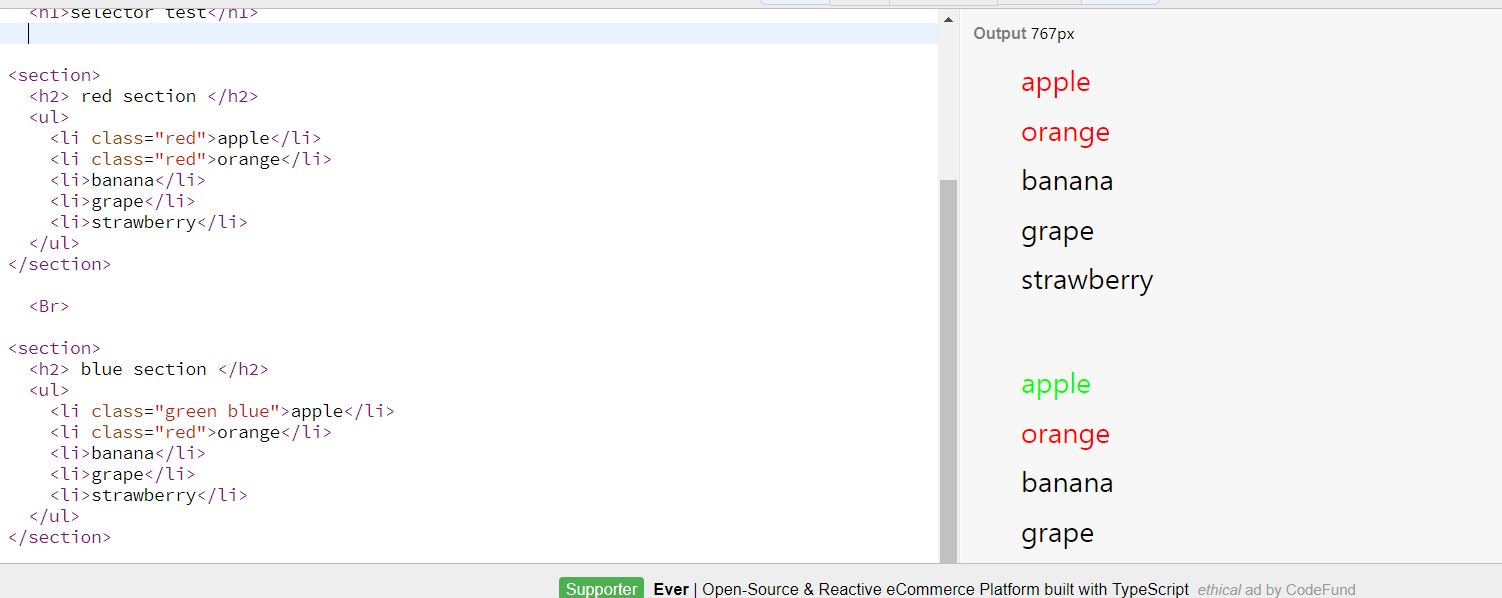 <h1>selector test</h1>
<section>
<h2> red section </h2>
<ul>
<li class="red">apple</li>
<li class="red">orange</li>
<li>banana</li>
<li>grape</li>
<li>strawberry</li>
</ul>
</section>
<Br>
<section>
<h2> blue section </h2>
<ul>
<li class="green blue">apple</li>
<li class="red">orange</li>
<li>banana</li>
<li>grape</li>
<li>strawberry</li>
</ul>
</section>
Output 767px
apple
orange
banana
grape
strawberry
apple
orange
banana
grape
Supporter Ever | Open-Source & Reactive eCommerce Platform built with TypeScript ethical ad by CodeFund